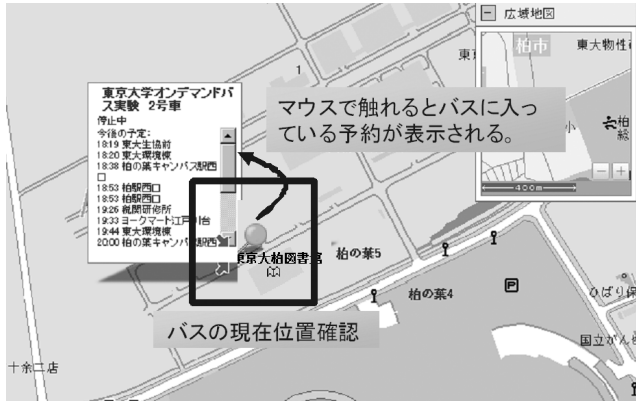 広域地図
柏市
東大物性
400m
1
東京大学オンデマンドバ
ス実験 2号車
停止中
今後の予定:
18:19 東大生協前
18:20 東大環境棟
18:38 柏の葉キャンパス駅西
口
18:53 柏駅西口
18:53 柏駅西口
19:26 税関研修所
19:33 ヨークマート江戸川台
19:44 東大環境棟
20:00 柏の葉キャンパス駅西
マウスで触れるとバスに入っ
ている予約が表示される。
東京大柏図書館
柏の葉5
柏の葉4
P
ひばり保
国立がん
バスの現在位置確認
十余二店